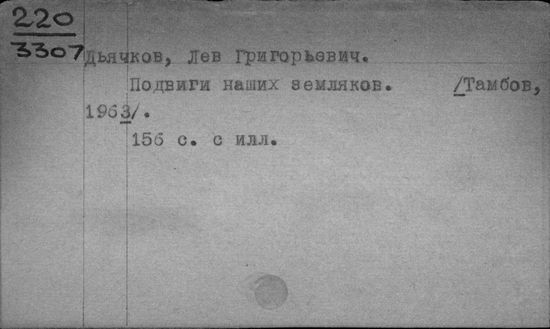 220
3307
Дьячков, Лев Григорьевич.
Подвиги наших земляков. /Тамбов,
1963/.
156 с. с илл.